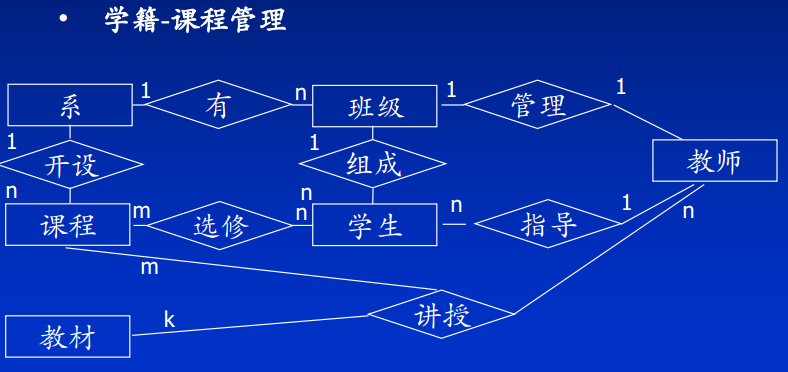 • 学籍-课程管理
系 1 有 n 班级 1 管理 1
1 开设 1 组成 教师
n n
课程 m 选修 n 学生 n 指导 1 n
m
教材 k 讲授